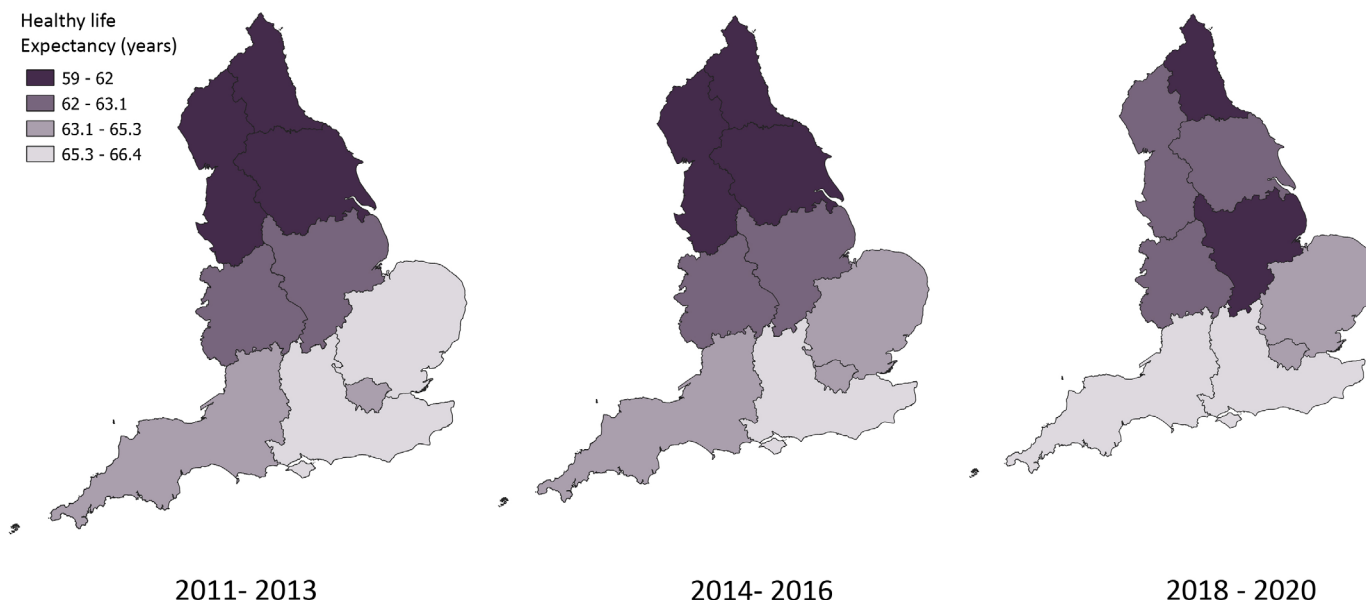 Healthy life
Expectancy (years)
59 - 62
62 - 63.1
63.1 - 65.3
65.3 - 66.4
2011- 2013
2014- 2016
2018 - 2020